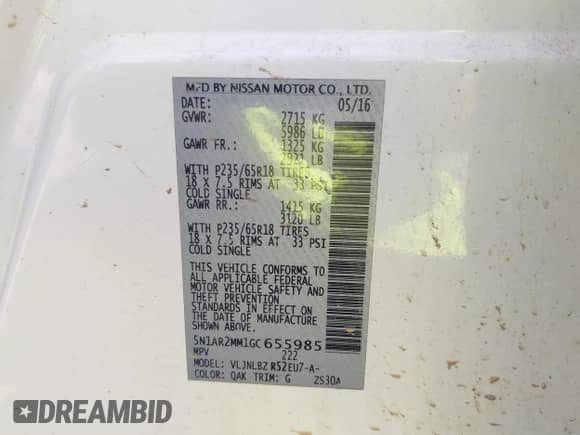 MFD BY NISSAN MOTOR CO., LTD.
DATE: 05/16
GVWR: 2715 KG
5986 LB
GAWR FR.: 1325 KG
2921 LB
WITH P235/65R18 TIRES
18 X 7.5 RIMS AT 33 PSI
COLD SINGLE
GAWR RR.: 1415 KG
3120 LB
WITH P235/65R18 TIRES
18 X 7.5 RIMS AT 33 PSI
COLD SINGLE
THIS VEHICLE CONFORMS TO
ALL APPLICABLE FEDERAL
MOTOR VEHICLE SAFETY AND
THEFT PREVENTION
STANDARDS IN EFFECT ON
THE DATE OF MANUFACTURE
SHOWN ABOVE.
5N1AR2MM1GC655985
MPV 222
MODEL: VLJNLBZ R52EU7-A-
COLOR: QAK TRIM: G ZS30A
DREAMBID